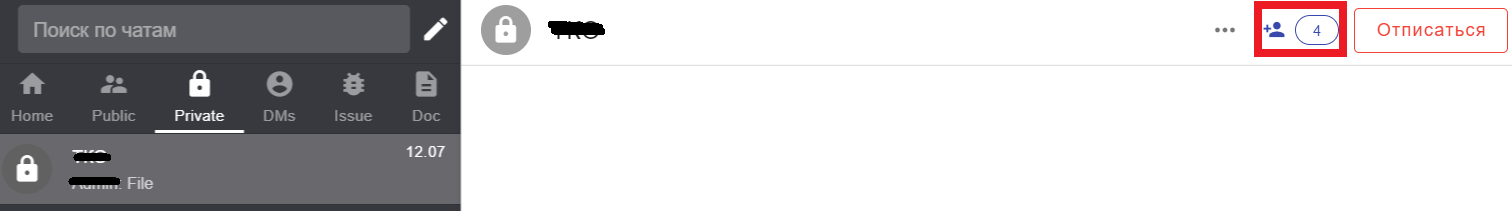 Поиск по чатам
4
Отписаться
Home Public Private DMs Issue Doc
12.07
File